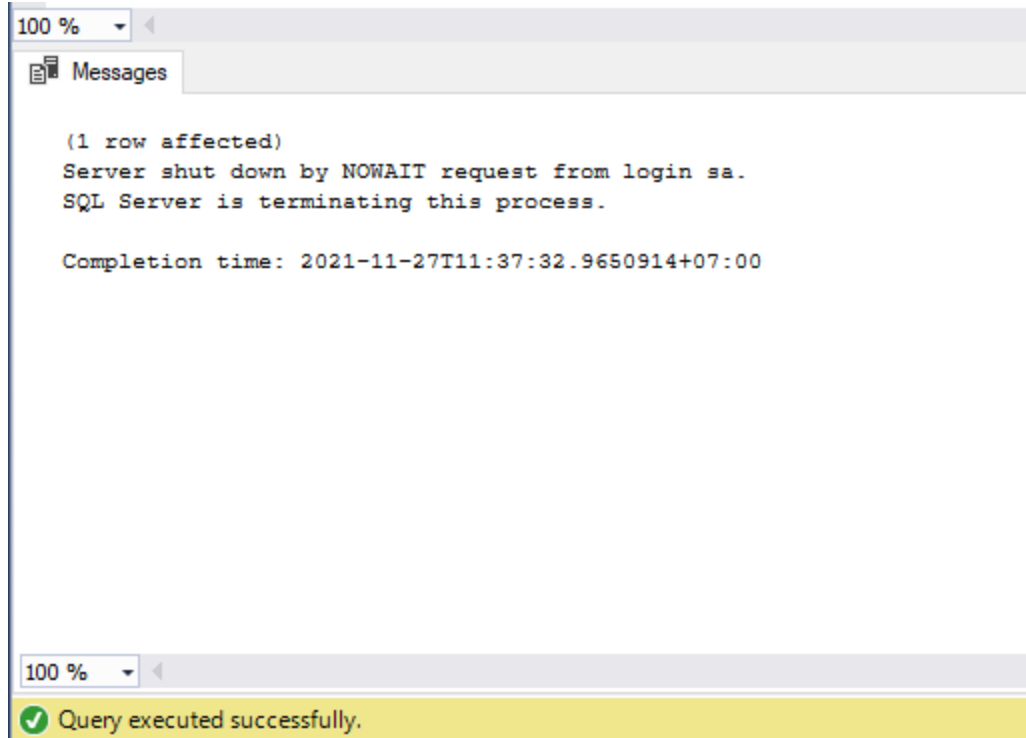 100 %
Messages
(1 row affected)
Server shut down by NOWAIT request from login sa.
SQL Server is terminating this process.
Completion time: 2021-11-27T11:37:32.9650914+07:00
100 %
Query executed successfully.